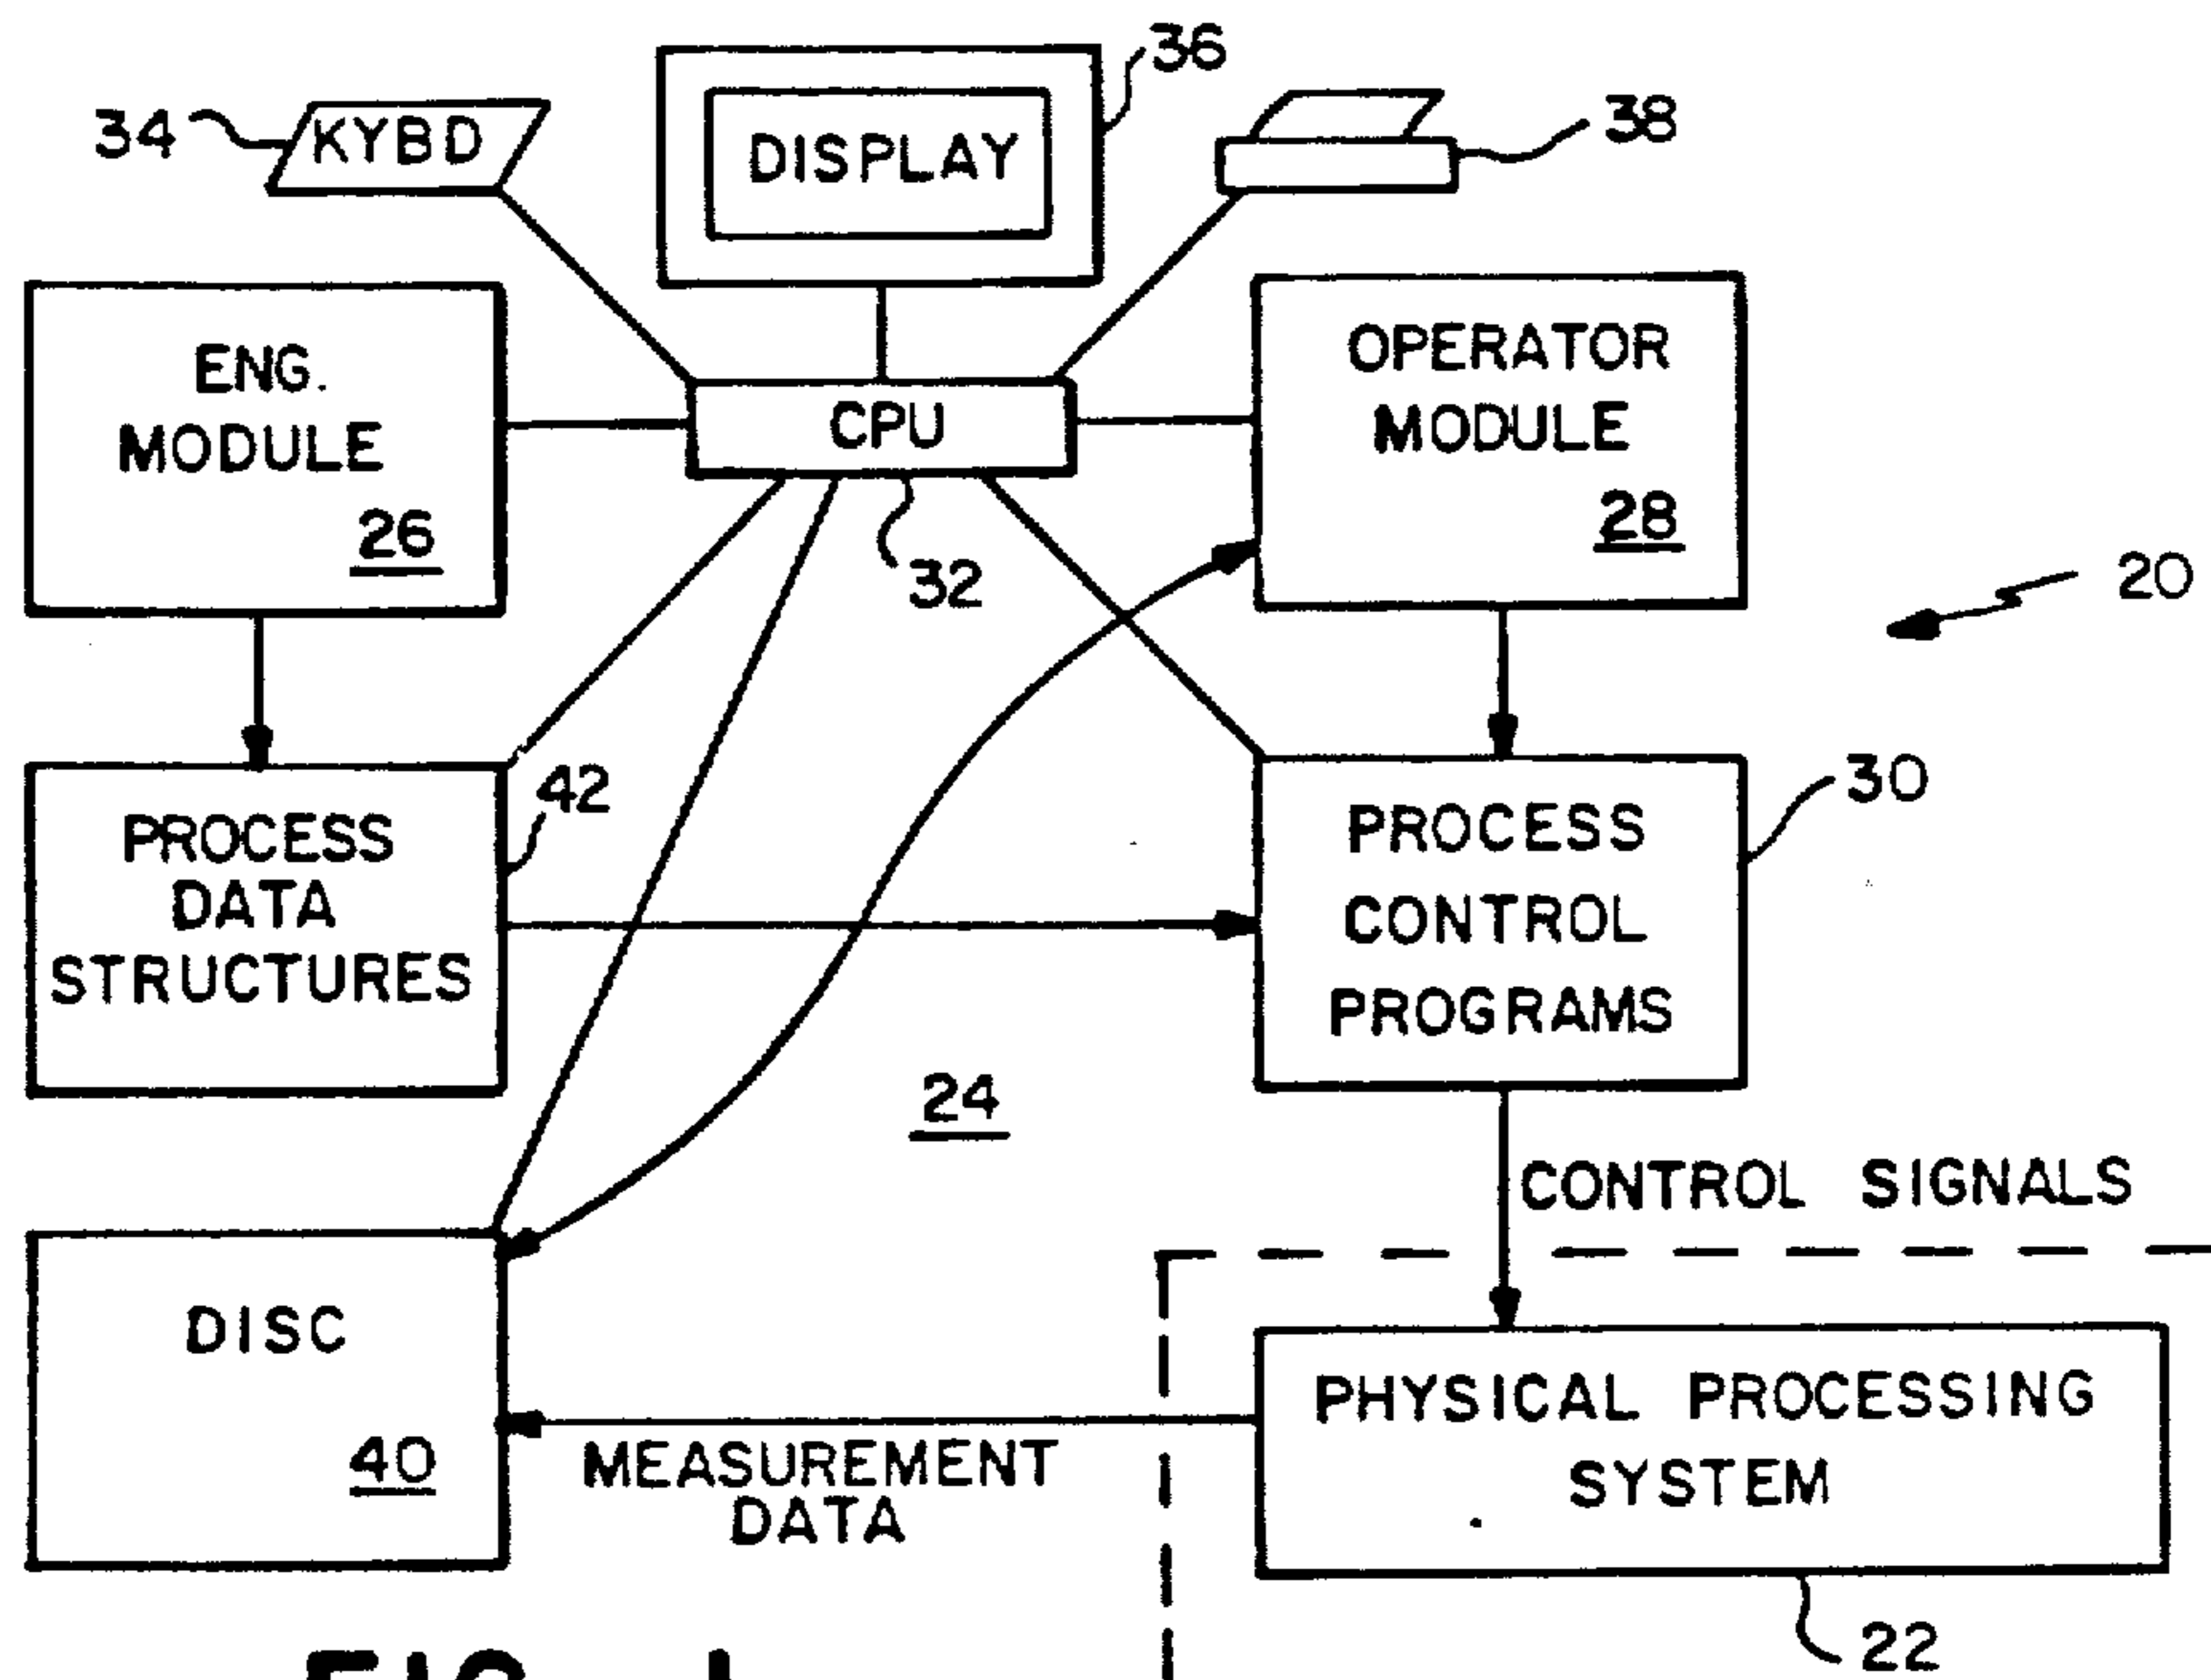 36
34
KYBD
DISPLAY
38
ENG.
MODULE
26
CPU
32
OPERATOR
MODULE
28
20
PROCESS
DATA
STRUCTURES
42
PROCESS
CONTROL
PROGRAMS
30
24
CONTROL SIGNALS
DISC
40
MEASUREMENT
DATA
PHYSICAL PROCESSING
SYSTEM
22